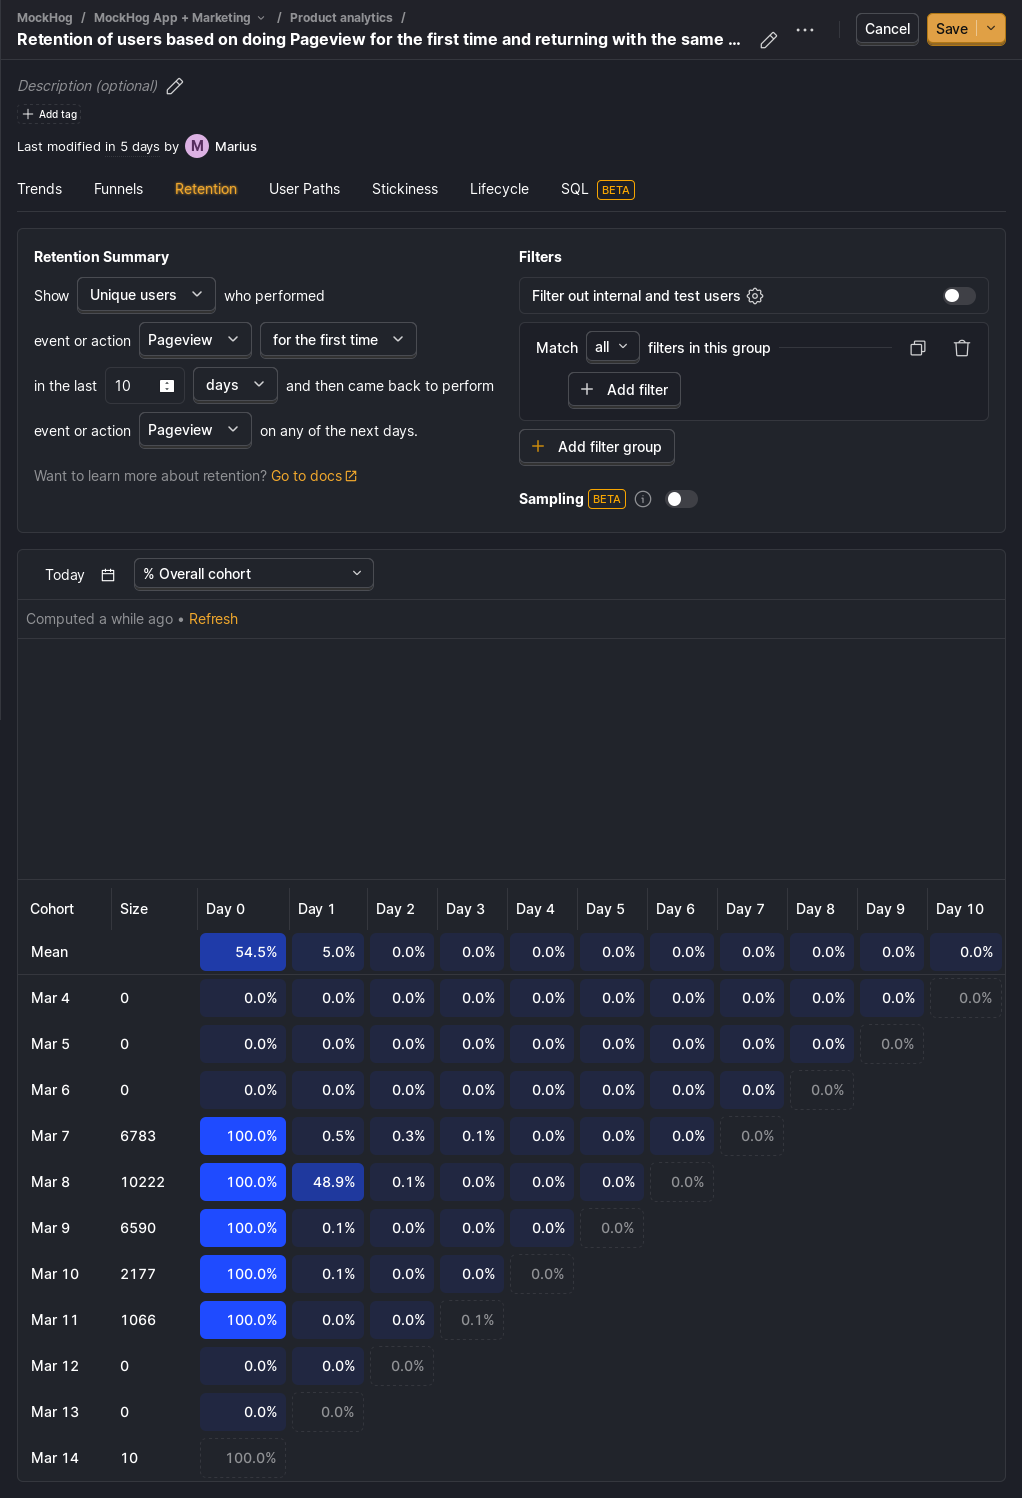 MockHog / MockHog App + Marketing / Product analytics /
Retention of users based on doing Pageview for the first time and returning with the same ...
Cancel
Save
Description (optional)
Add tag
Last modified in 5 days by M Marius
Trends Funnels Retention User Paths Stickiness Lifecycle SQL BETA
Retention Summary
Show Unique users who performed
event or action Pageview for the first time
in the last 10 days and then came back to perform
event or action Pageview on any of the next days.
Want to learn more about retention? Go to docs
Filters
Filter out internal and test users
Match all filters in this group
Add filter
Add filter group
Sampling BETA
Today % Overall cohort
Computed a while ago • Refresh
Cohort Size Day 0 Day 1 Day 2 Day 3 Day 4 Day 5 Day 6 Day 7 Day 8 Day 9 Day 10
Mean 54.5% 5.0% 0.0% 0.0% 0.0% 0.0% 0.0% 0.0% 0.0% 0.0% 0.0%
Mar 4 0 0.0% 0.0% 0.0% 0.0% 0.0% 0.0% 0.0% 0.0% 0.0% 0.0% 0.0%
Mar 5 0 0.0% 0.0% 0.0% 0.0% 0.0% 0.0% 0.0% 0.0% 0.0% 0.0%
Mar 6 0 0.0% 0.0% 0.0% 0.0% 0.0% 0.0% 0.0% 0.0% 0.0%
Mar 7 6783 100.0% 0.5% 0.3% 0.1% 0.0% 0.0% 0.0% 0.0%
Mar 8 10222 100.0% 48.9% 0.1% 0.0% 0.0% 0.0% 0.0%
Mar 9 6590 100.0% 0.1% 0.0% 0.0% 0.0% 0.0%
Mar 10 2177 100.0% 0.1% 0.0% 0.0% 0.0%
Mar 11 1066 100.0% 0.0% 0.0% 0.1%
Mar 12 0 0.0% 0.0% 0.0%
Mar 13 0 0.0% 0.0%
Mar 14 10 100.0%